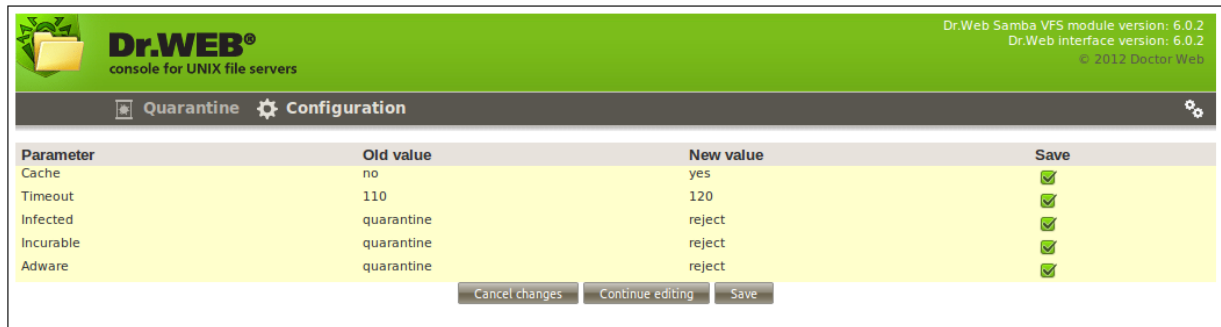 Dr.WEB®
console for UNIX file servers
Dr.Web Samba VFS module version: 6.0.2
Dr.Web interface version: 6.0.2
© 2012 Doctor Web
Quarantine Configuration
Parameter Old value New value Save
Cache no yes
Timeout 110 120
Infected quarantine reject
Incurable quarantine reject
Adware quarantine reject
Cancel changes Continue editing Save